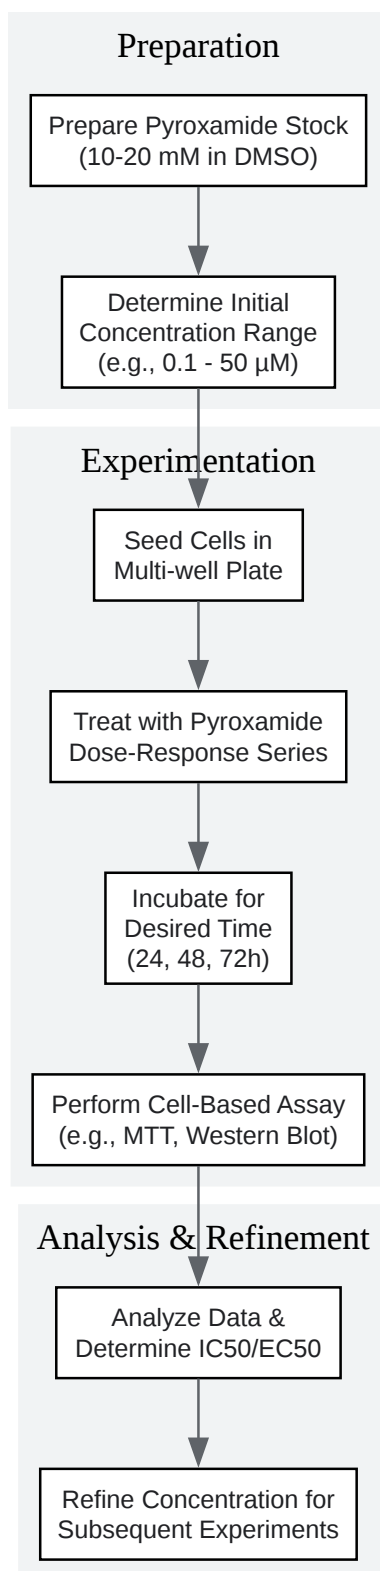 Preparation
Prepare Pyroxamide Stock
(10-20 mM in DMSO)
Determine Initial
Concentration Range
(e.g., 0.1 - 50 µM)
Experimentation
Seed Cells in
Multi-well Plate
Treat with Pyroxamide
Dose-Response Series
Incubate for
Desired Time
(24, 48, 72h)
Perform Cell-Based Assay
(e.g., MTT, Western Blot)
Analysis & Refinement
Analyze Data &
Determine IC50/EC50
Refine Concentration for
Subsequent Experiments